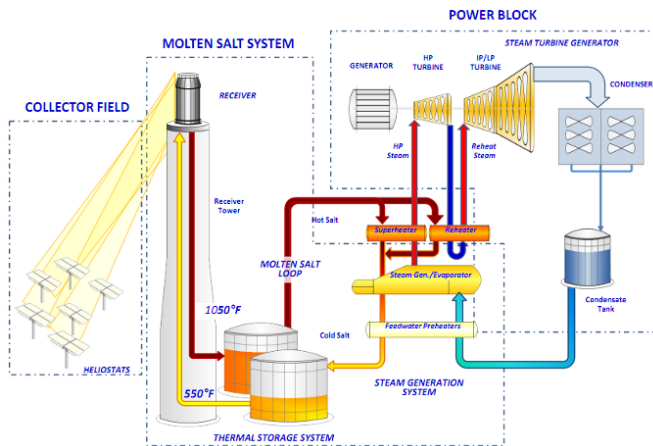 POWER BLOCK
STEAM TURBINE GENERATOR
MOLTEN SALT SYSTEM
GENERATOR
HP
TURBINE
IP/LP
TURBINE
CONDENSER
RECEIVER
COLLECTOR FIELD
HP
Steam
Reheat
Steam
Receiver
Tower
Hot Salt
Superheater
Reheater
MOLTEN SALT
LOOP
Steam Gen./Evaporator
Condensate
Tank
1050°F
Cold Salt
Feedwater Preheaters
HELIOSTATS
550°F
STEAM GENERATION
SYSTEM
THERMAL STORAGE SYSTEM